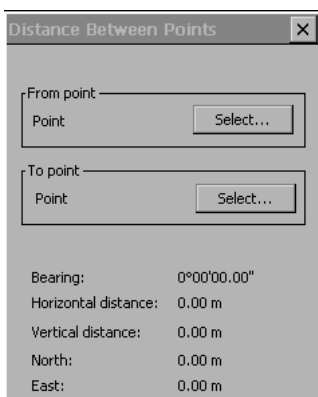 Distance Between Points
From point
Point Select...
To point
Point Select...
Bearing: 0°00'00.00"
Horizontal distance: 0.00 m
Vertical distance: 0.00 m
North: 0.00 m
East: 0.00 m